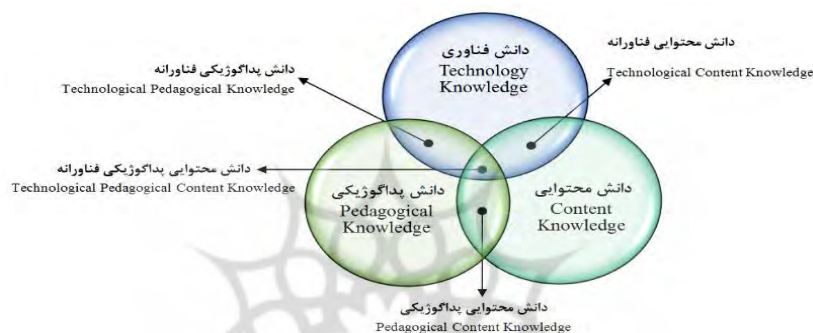 دانش فناوری
Technology
Knowledge
دانش محتوایی فناورانه
Technological Content Knowledge
دانش پداگوژیکی فناورانه
Technological Pedagogical Knowledge
دانش محتوایی پداگوژیکی فناورانه
Technological Pedagogical Content Knowledge
دانش پداگوژیکی
Pedagogical
Knowledge
دانش محتوایی
Content
Knowledge
دانش محتوایی پداگوژیکی
Pedagogical Content Knowledge